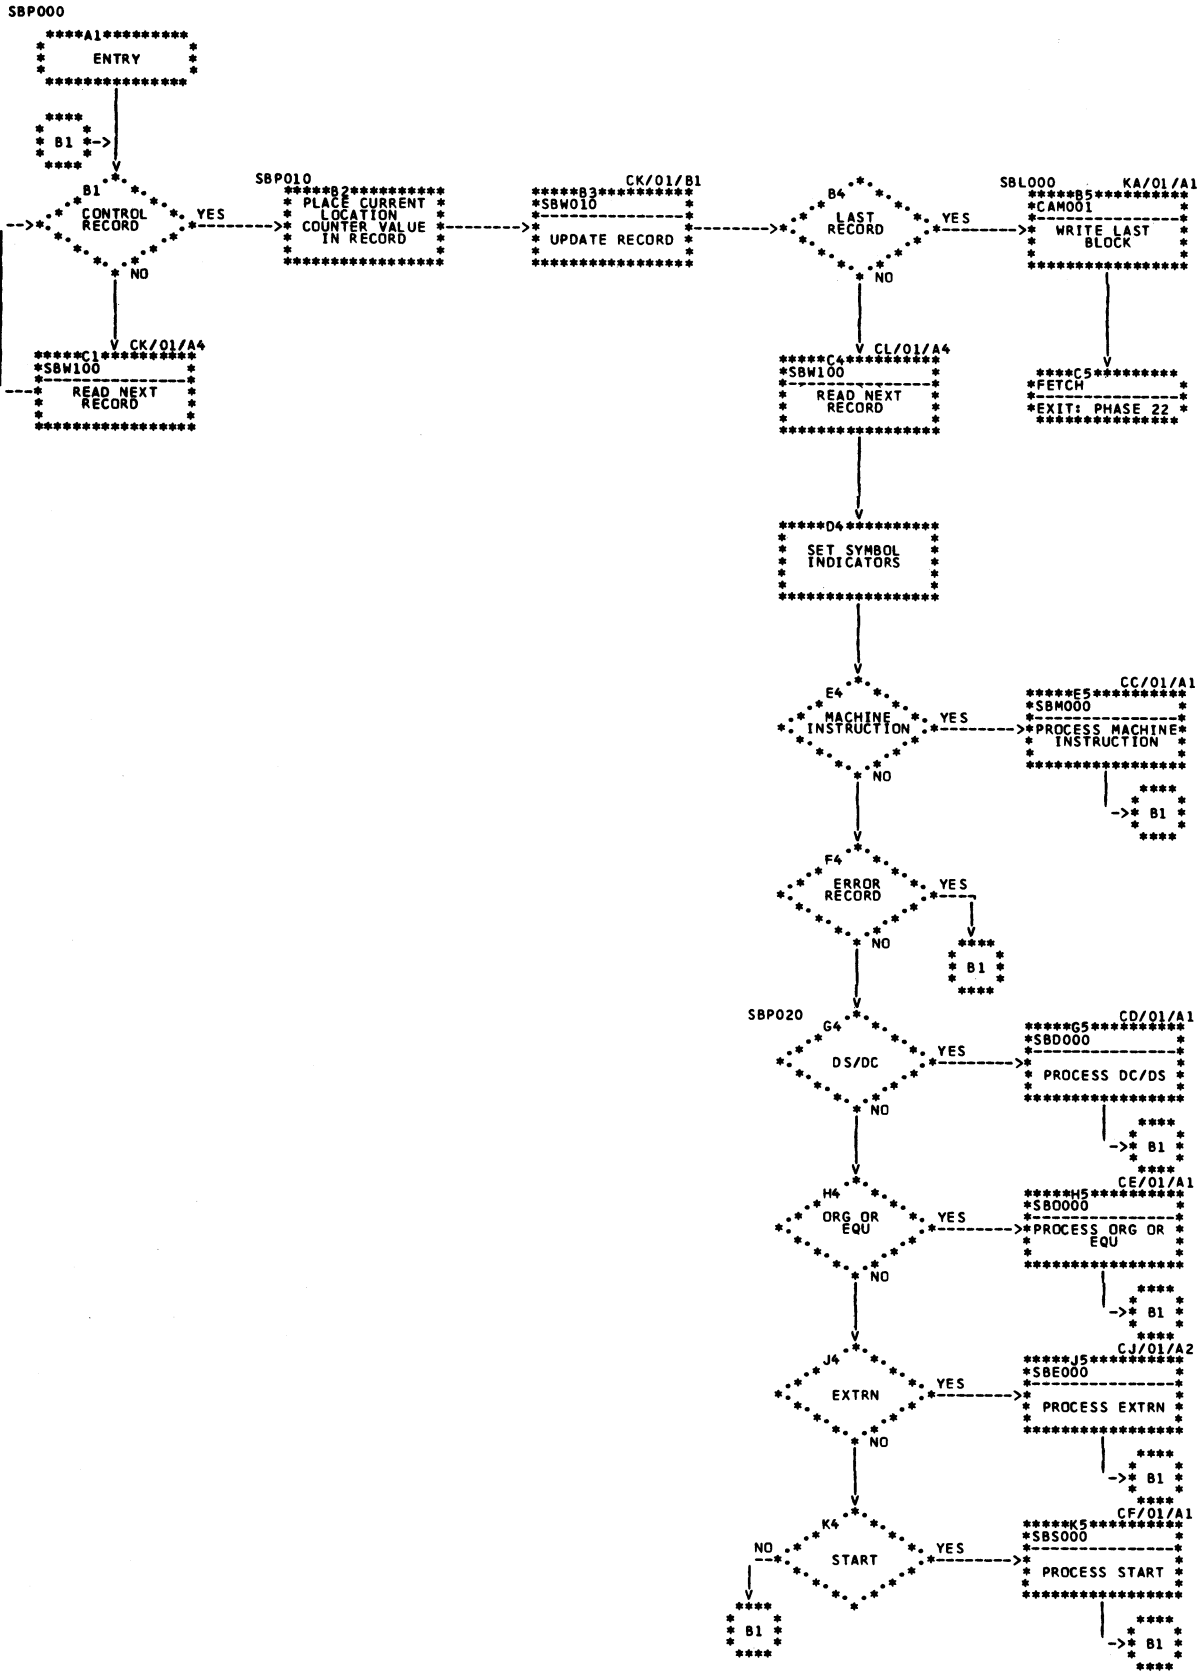 SBP000
A1
ENTRY
B1
B1
CONTROL
RECORD
YES
NO
SBP010
B2
PLACE CURRENT
LOCATION
COUNTER VALUE
IN RECORD
CK/01/B1
B3
SBW010
UPDATE RECORD
B4
LAST
RECORD
YES
NO
SBL000 KA/01/A1
B5
CAM001
WRITE LAST
BLOCK
CK/01/A4
C1
SBW100
READ NEXT
RECORD
CL/01/A4
C4
SBW100
READ NEXT
RECORD
C5
FETCH
EXIT: PHASE 22
D4
SET SYMBOL
INDICATORS
E4
MACHINE
INSTRUCTION
YES
NO
CC/01/A1
E5
SBM000
PROCESS MACHINE
INSTRUCTION
B1
F4
ERROR
RECORD
YES
NO
B1
SBP020
G4
DS/DC
YES
NO
CD/01/A1
G5
SBD000
PROCESS DC/DS
B1
H4
ORG OR
EQU
YES
NO
CE/01/A1
H5
SBO000
PROCESS ORG OR
EQU
B1
J4
EXTRN
YES
NO
CJ/01/A2
J5
SBE000
PROCESS EXTRN
B1
K4
START
NO
YES
B1
CF/01/A1
K5
SBS000
PROCESS START
B1